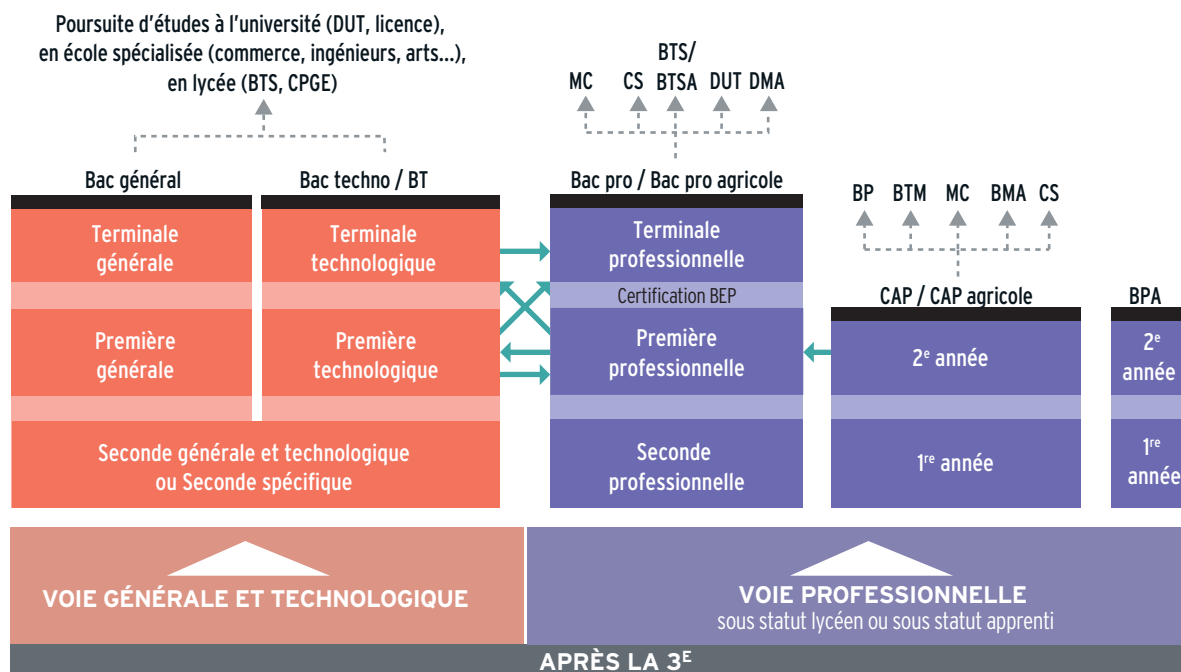 Poursuite d'études à l'université (DUT, licence),
en école spécialisée (commerce, ingénieurs, arts...),
en lycée (BTS, CPGE)
MC
CS
BTS/
BTSA
DUT
DMA
Bac général
Bac techno / BT
Bac pro / Bac pro agricole
BP
BTM
MC
BMA
CS
Terminale
générale
Terminale
technologique
Terminale
professionnelle
Certification BEP
CAP / CAP agricole
BPA
Première
générale
Première
technologique
Première
professionnelle
2e année
2e
année
Seconde générale et technologique
ou Seconde spécifique
Seconde
professionnelle
1re année
1re
année
VOIE GÉNÉRALE ET TECHNOLOGIQUE
VOIE PROFESSIONNELLE
sous statut lycéen ou sous statut apprenti
APRÈS LA 3E